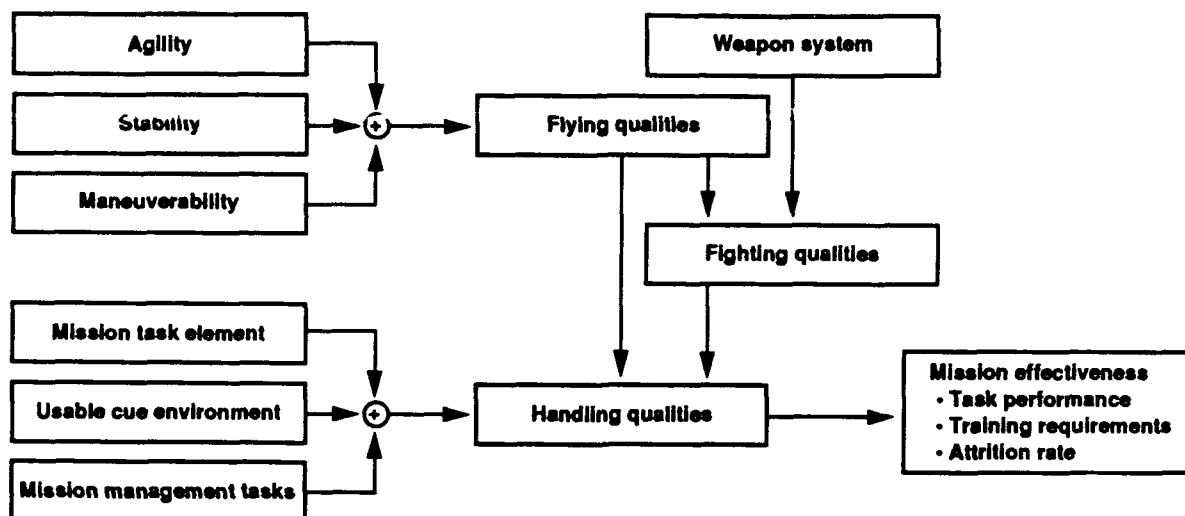 Agility
Weapon system
Stability
Flying qualities
Maneuverability
Fighting qualities
Mission task element
Usable cue environment
Handling qualities
Mission management tasks
Mission effectiveness
• Task performance
• Training requirements
• Attrition rate